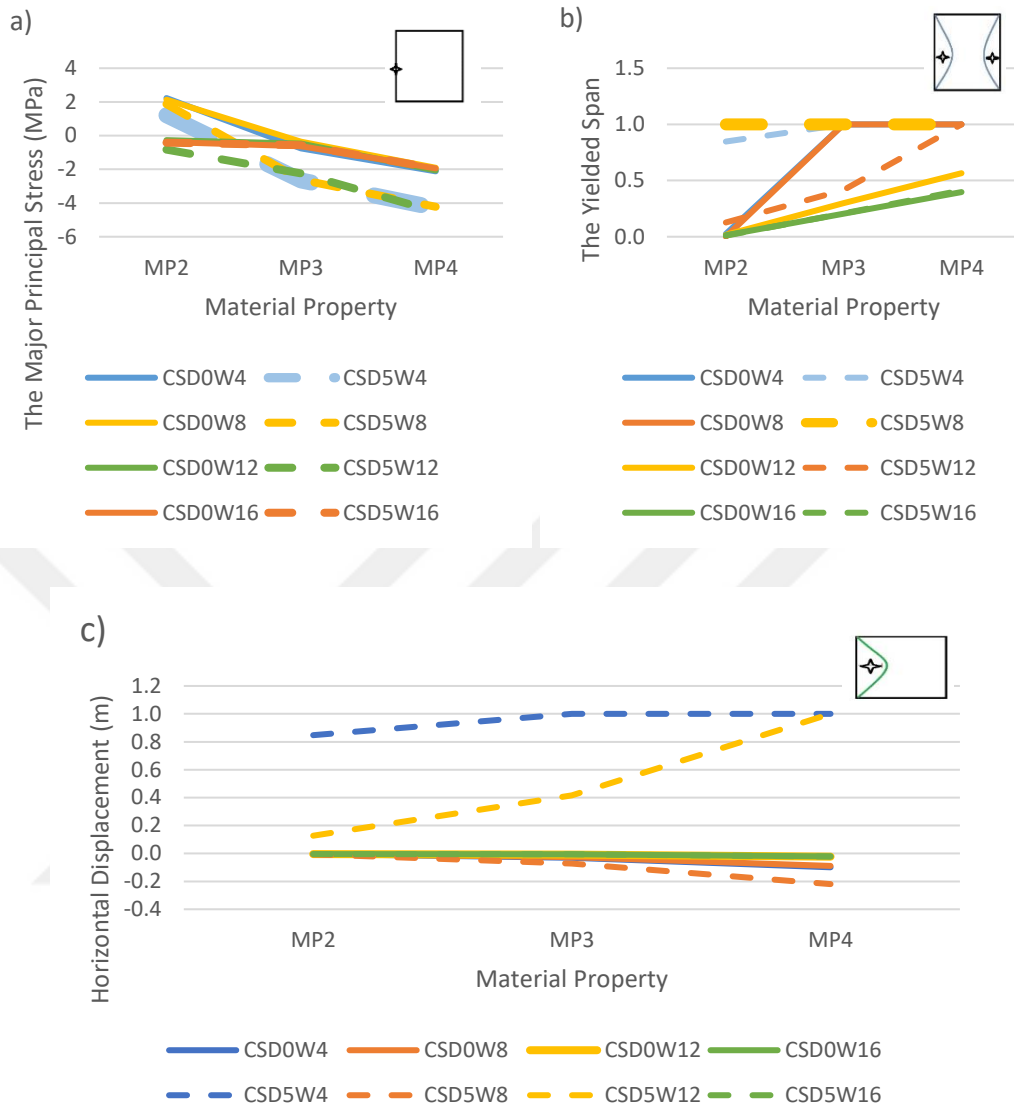 a)
The Major Principal Stress (MPa)
4
2
0
-2
-4
-6
MP2 MP3 MP4
Material Property
CSD0W4 CSD5W4
CSD0W8 CSD5W8
CSD0W12 CSD5W12
CSD0W16 CSD5W16
b)
The Yielded Span
1.5
1.0
0.5
0.0
MP2 MP3 MP4
Material Property
CSD0W4 CSD5W4
CSD0W8 CSD5W8
CSD0W12 CSD5W12
CSD0W16 CSD5W16
c)
Horizontal Displacement (m)
1.2
1.0
0.8
0.6
0.4
0.2
0.0
-0.2
-0.4
MP2 MP3 MP4
Material Property
CSD0W4 CSD0W8 CSD0W12 CSD0W16
CSD5W4 CSD5W8 CSD5W12 CSD5W16